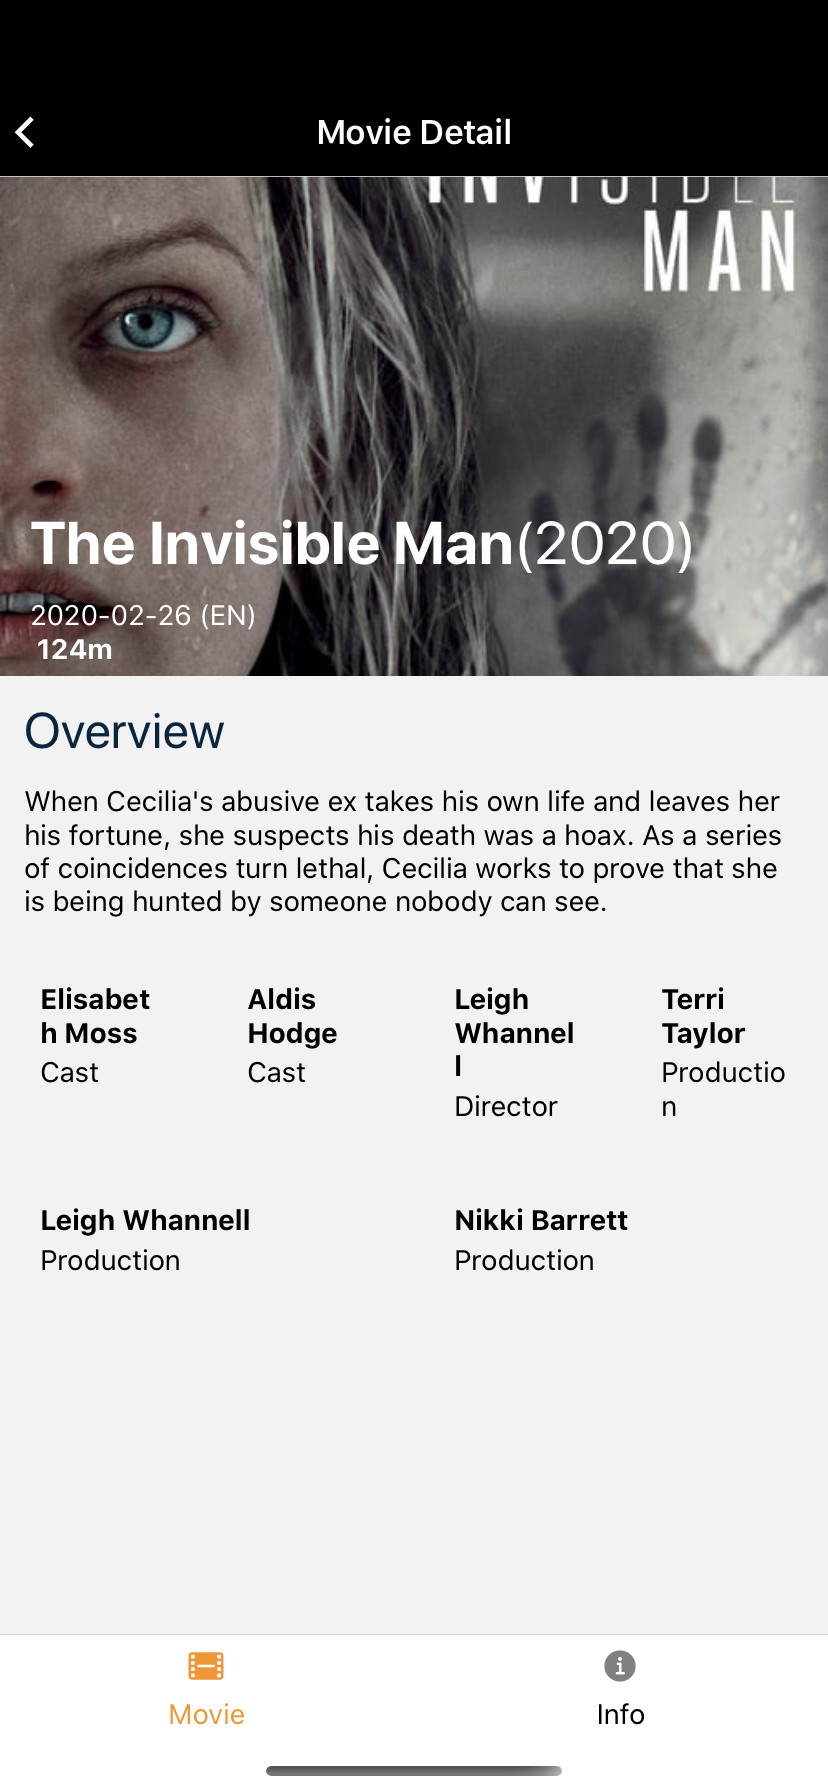 Movie Detail
INVISIBLE
MAN
The Invisible Man(2020)
2020-02-26 (EN)
124m
Overview
When Cecilia's abusive ex takes his own life and leaves her
his fortune, she suspects his death was a hoax. As a series
of coincidences turn lethal, Cecilia works to prove that she
is being hunted by someone nobody can see.
Elisabet
h Moss
Cast
Aldis
Hodge
Cast
Leigh
Whannel
l
Director
Terri
Taylor
Productio
n
Leigh Whannell
Production
Nikki Barrett
Production
Movie
Info